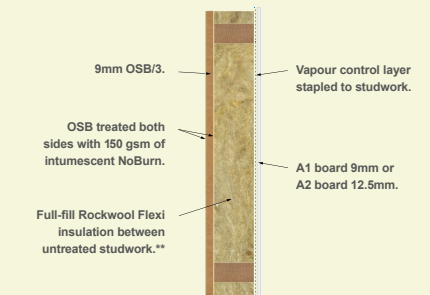 9mm OSB/3.
OSB treated both
sides with 150 gsm of
intumescent NoBurn.
Full-fill Rockwool Flexi
insulation between
untreated studwork.**
Vapour control layer
stapled to studwork.
A1 board 9mm or
A2 board 12.5mm.